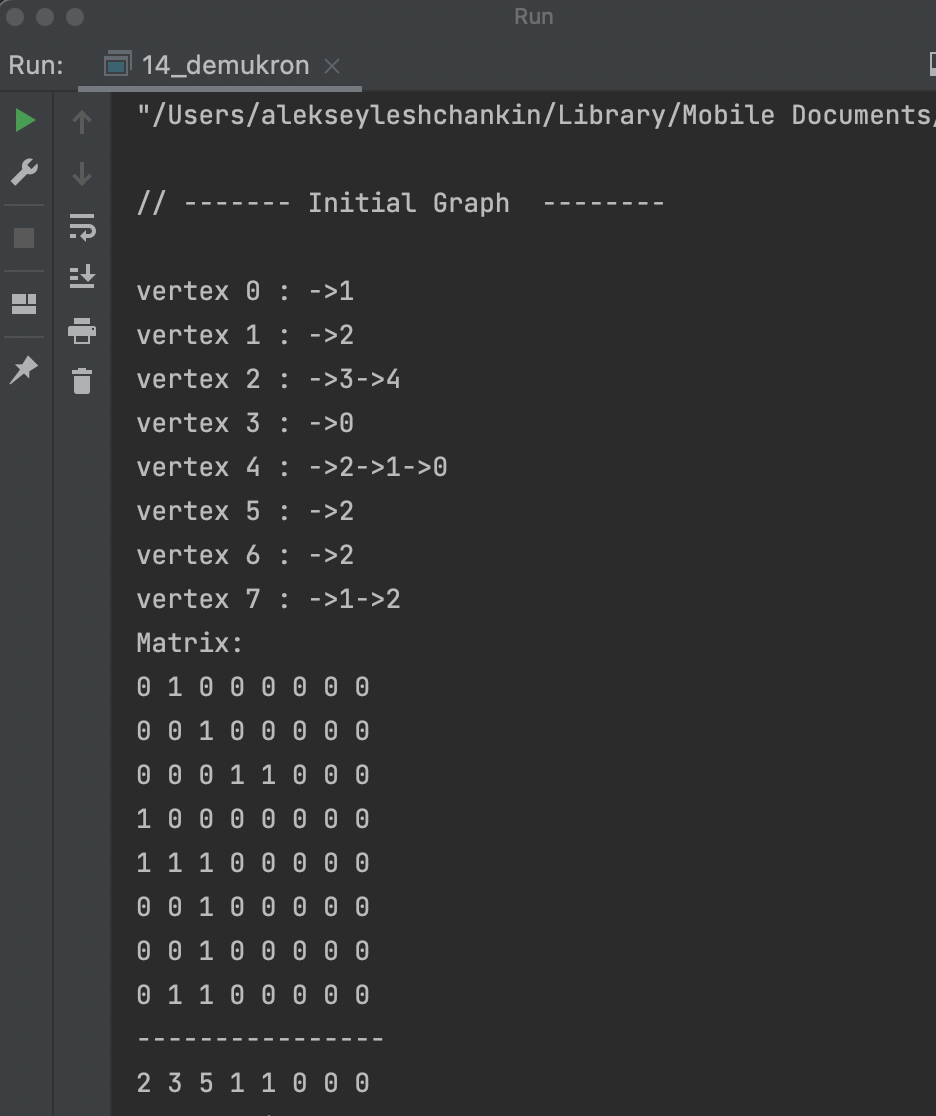 Run
Run: 14_demukron
"/Users/alekseyleshchankin/Library/Mobile Documents/
// ------- Initial Graph  --------
vertex 0 : ->1
vertex 1 : ->2
vertex 2 : ->3->4
vertex 3 : ->0
vertex 4 : ->2->1->0
vertex 5 : ->2
vertex 6 : ->2
vertex 7 : ->1->2
Matrix:
0 1 0 0 0 0 0 0
0 0 1 0 0 0 0 0
0 0 0 1 1 0 0 0
1 0 0 0 0 0 0 0
1 1 1 0 0 0 0 0
0 0 1 0 0 0 0 0
0 0 1 0 0 0 0 0
0 1 1 0 0 0 0 0
----------------
2 3 5 1 1 0 0 0